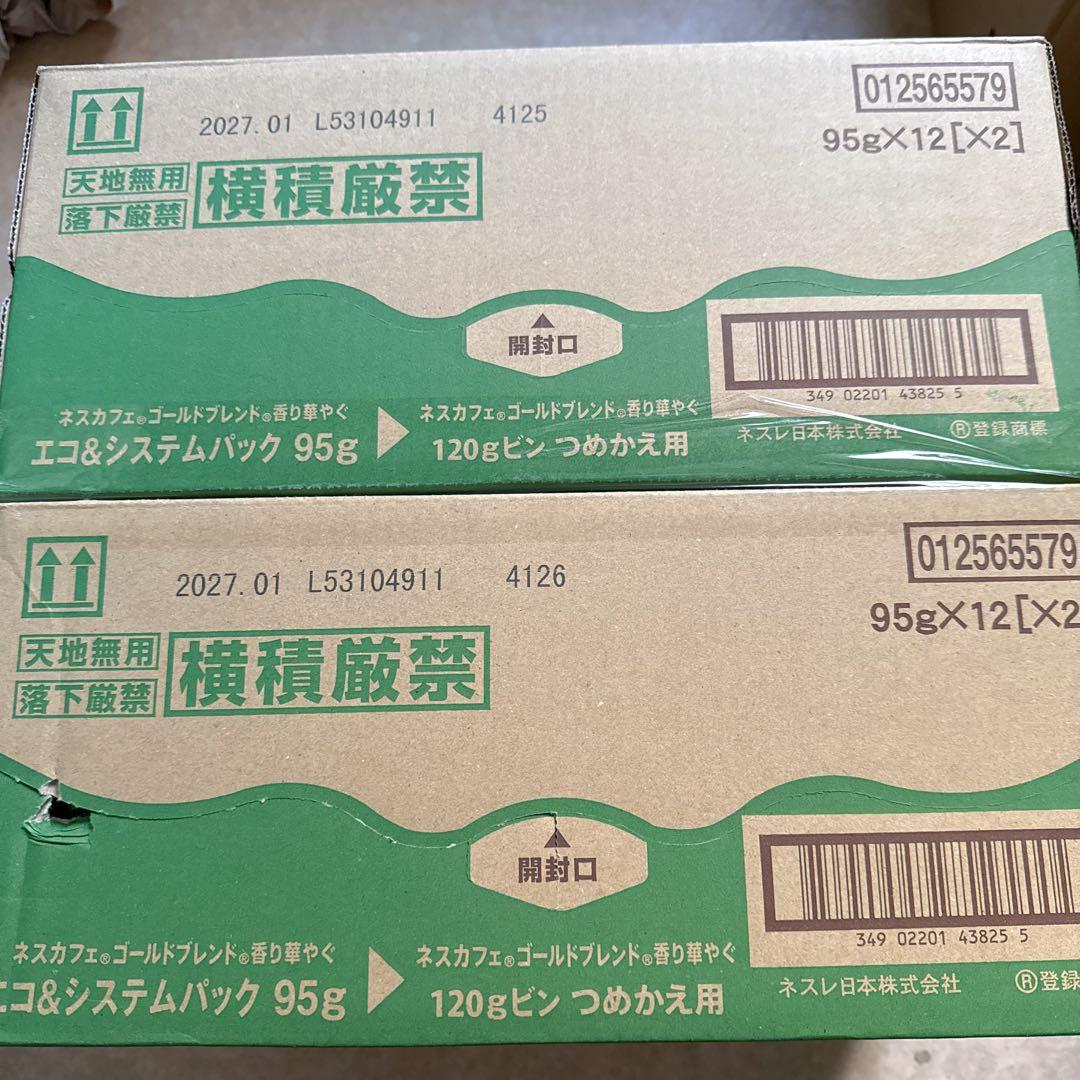 2027.01 L53104911 4125
012565579
95g×12[×2]
天地無用
落下厳禁
横積厳禁
開封口
349 02201 43825 5
ネスカフェ®ゴールドブレンド®香り華やぐ
エコ&システムパック 95g
ネスカフェ®ゴールドブレンド®香り華やぐ
120gビン つめかえ用
ネスレ日本株式会社 ®登録商標
2027.01 L53104911 4126
012565579
95g×12[×2
天地無用
落下厳禁
横積厳禁
開封口
349 02201 43825 5
ネスカフェ®ゴールドブレンド®香り華やぐ
エコ&システムパック 95g
ネスカフェ®ゴールドブレンド®香り華やぐ
120gビン つめかえ用
ネスレ日本株式会社 ®登録